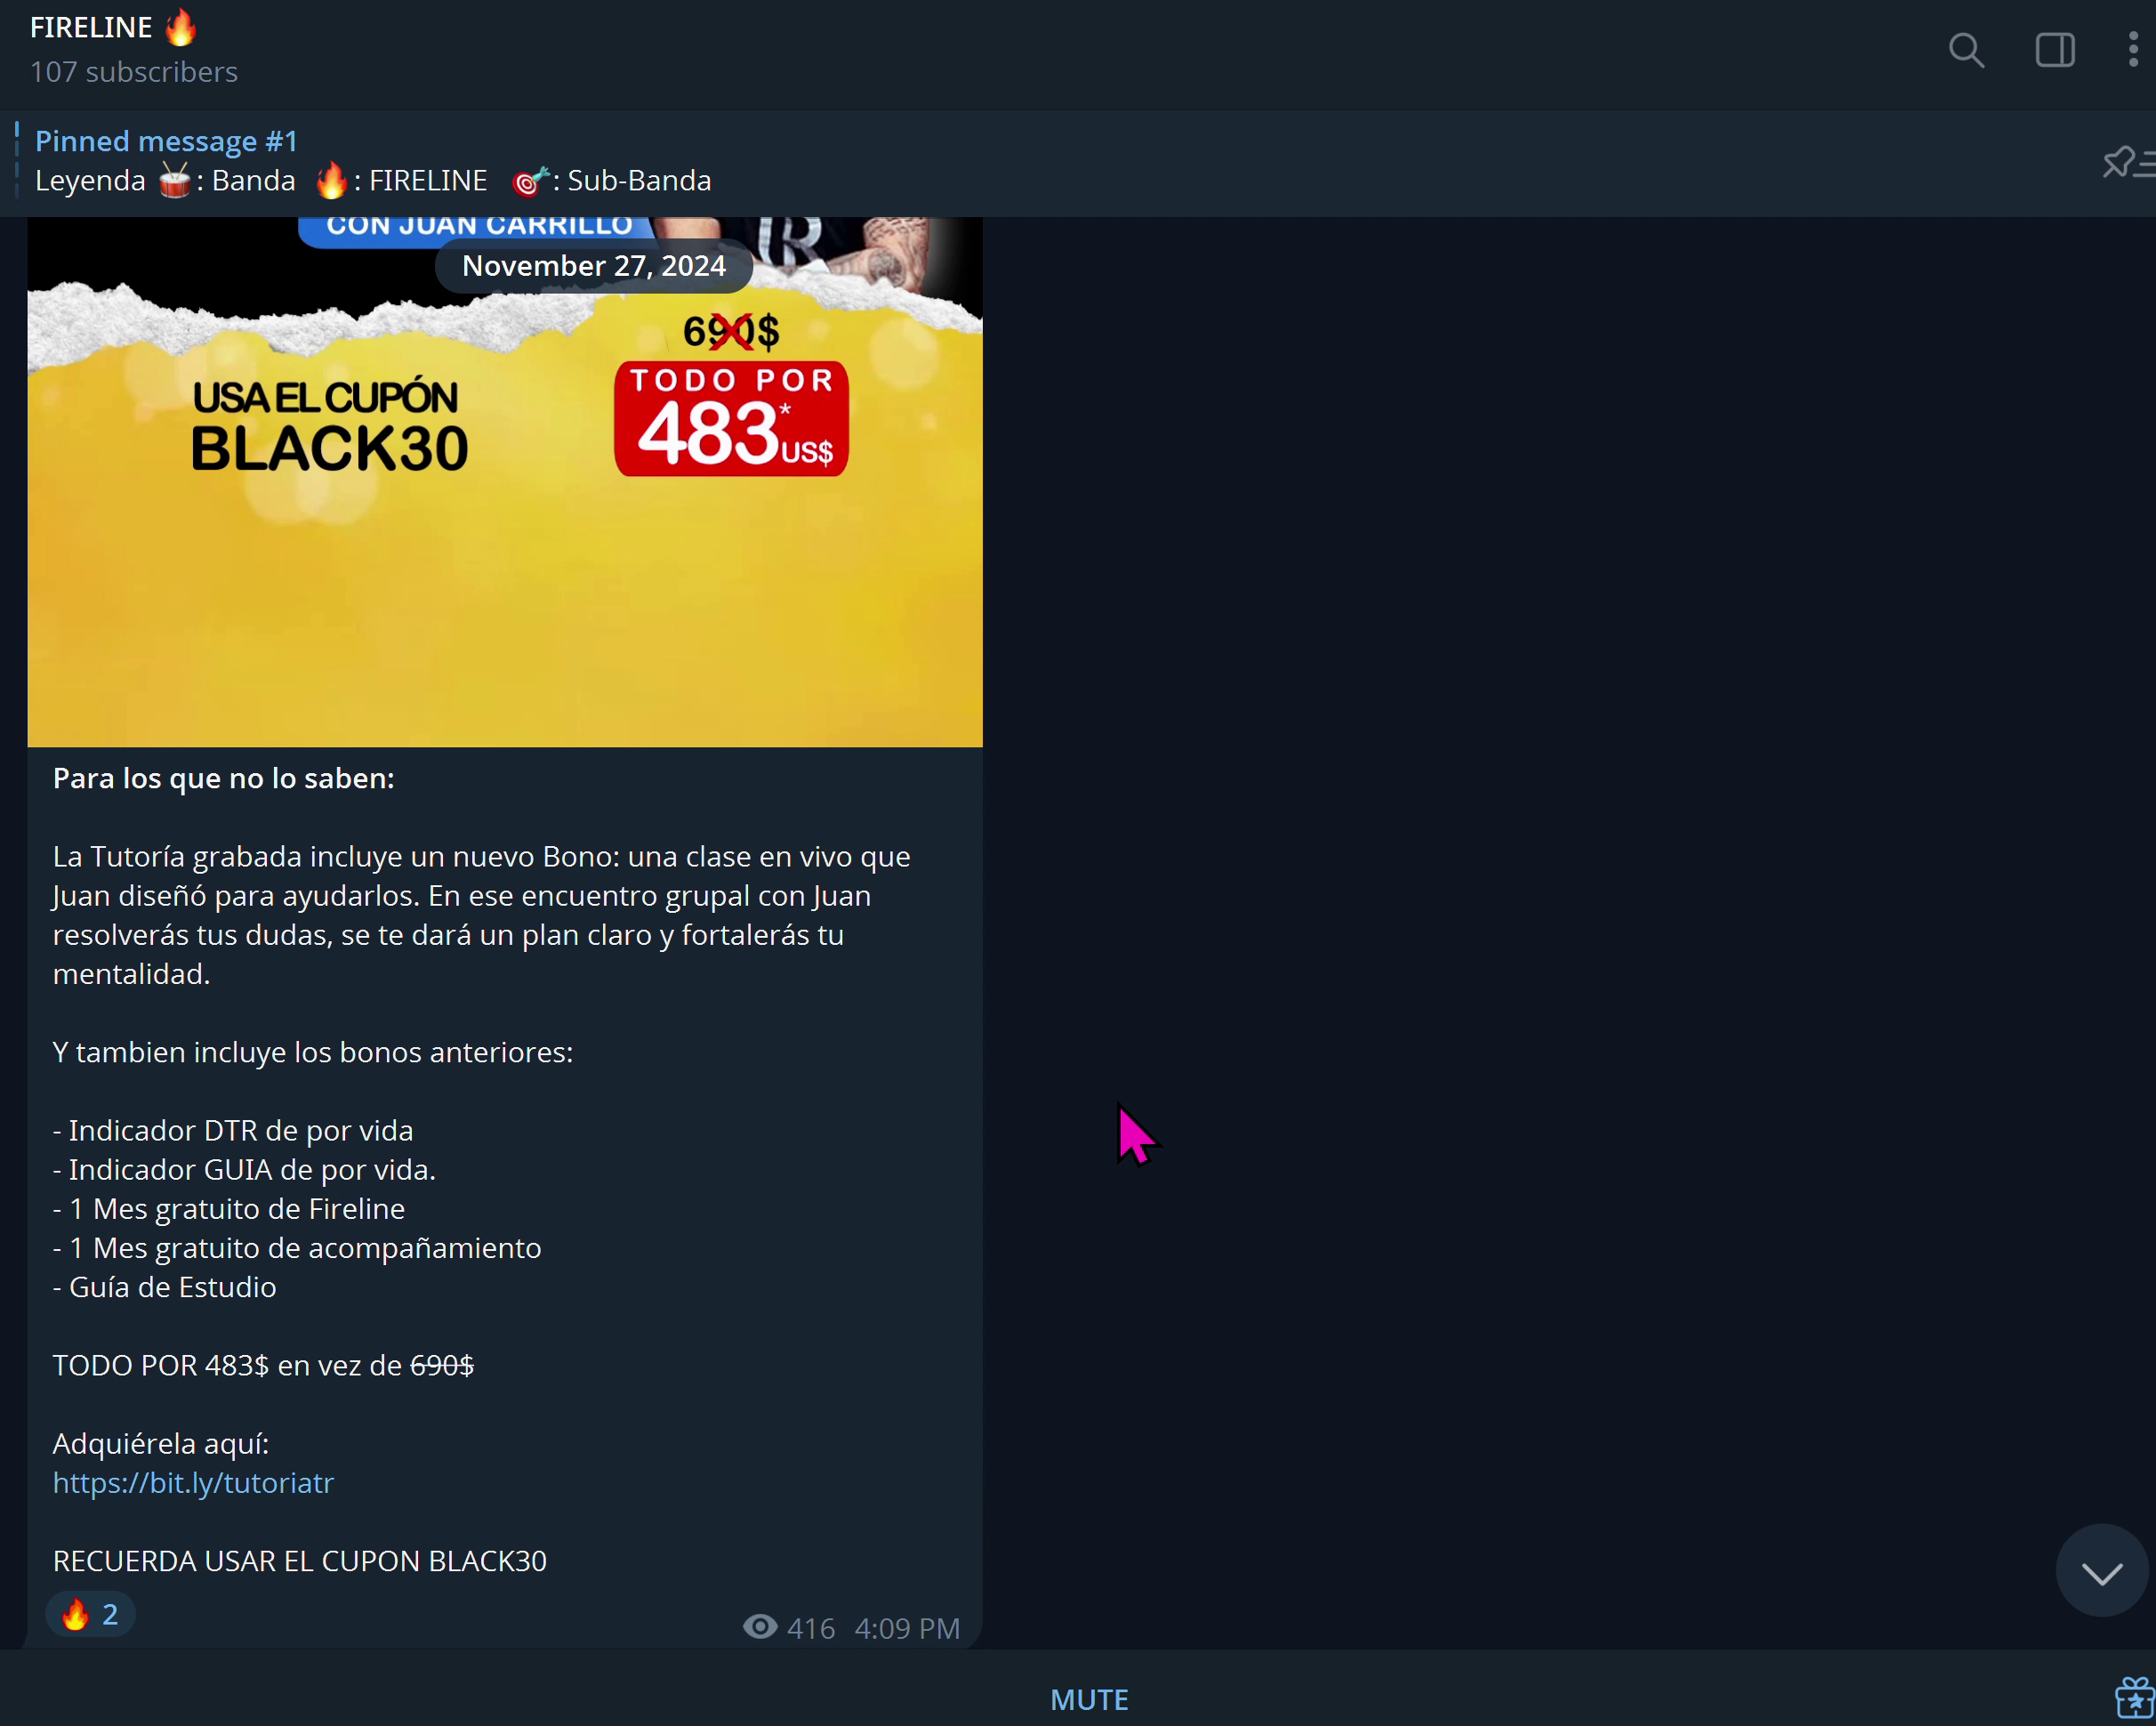 FIRELINE 🔥
107 subscribers
Pinned message #1
Leyenda 🥁: Banda 🔥: FIRELINE 🎯: Sub-Banda
CON JUAN CARRILLO
November 27, 2024
690$
USA EL CUPÓN
BLACK30
TODO POR
483*US$
Para los que no lo saben:
La Tutoría grabada incluye un nuevo Bono: una clase en vivo que
Juan diseñó para ayudarlos. En ese encuentro grupal con Juan
resolverás tus dudas, se te dará un plan claro y fortalerás tu
mentalidad.
Y tambien incluye los bonos anteriores:
- Indicador DTR de por vida
- Indicador GUIA de por vida.
- 1 Mes gratuito de Fireline
- 1 Mes gratuito de acompañamiento
- Guía de Estudio
TODO POR 483$ en vez de 690$
Adquiérela aquí:
https://bit.ly/tutoriatr
RECUERDA USAR EL CUPON BLACK30
🔥 2
416 4:09 PM
MUTE